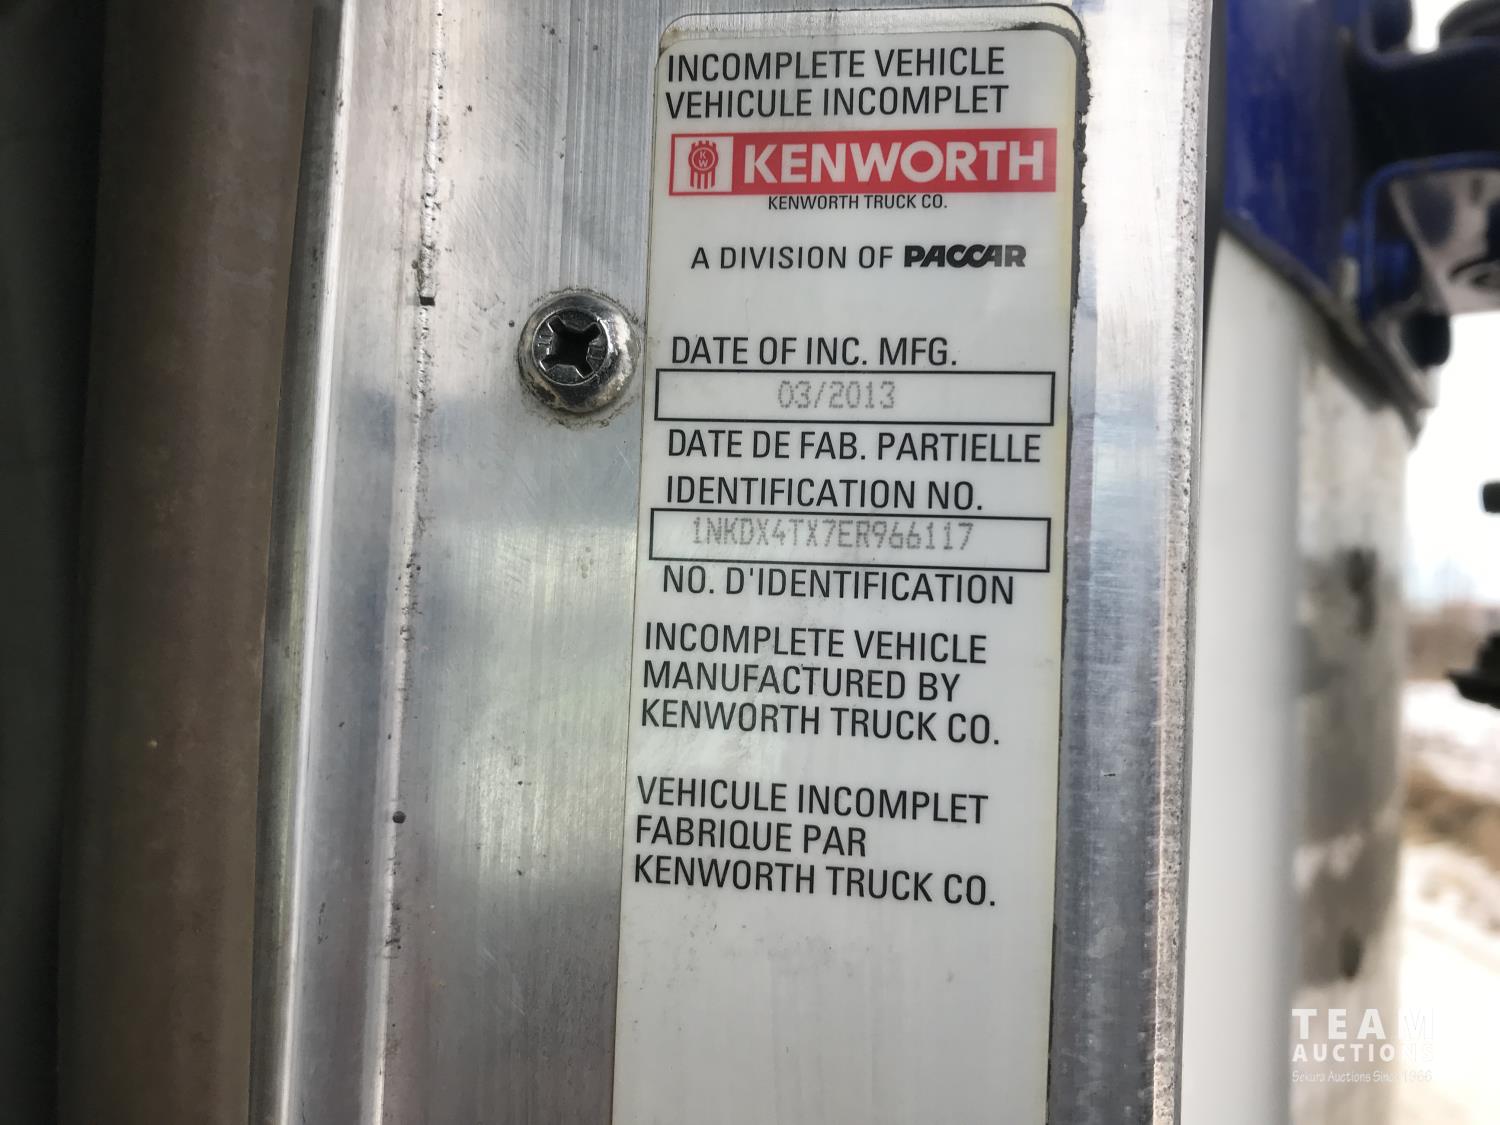 INCOMPLETE VEHICLE
VEHICULE INCOMPLET
KW KENWORTH
KENWORTH TRUCK CO.
A DIVISION OF PACCAR
DATE OF INC. MFG.
03/2013
DATE DE FAB. PARTIELLE
IDENTIFICATION NO.
1NKDX4TX7ER966117
NO. D'IDENTIFICATION
INCOMPLETE VEHICLE
MANUFACTURED BY
KENWORTH TRUCK CO.
VEHICULE INCOMPLET
FABRIQUE PAR
KENWORTH TRUCK CO.
TEAM
AUCTIONS
Sekura Auctions Since 1966